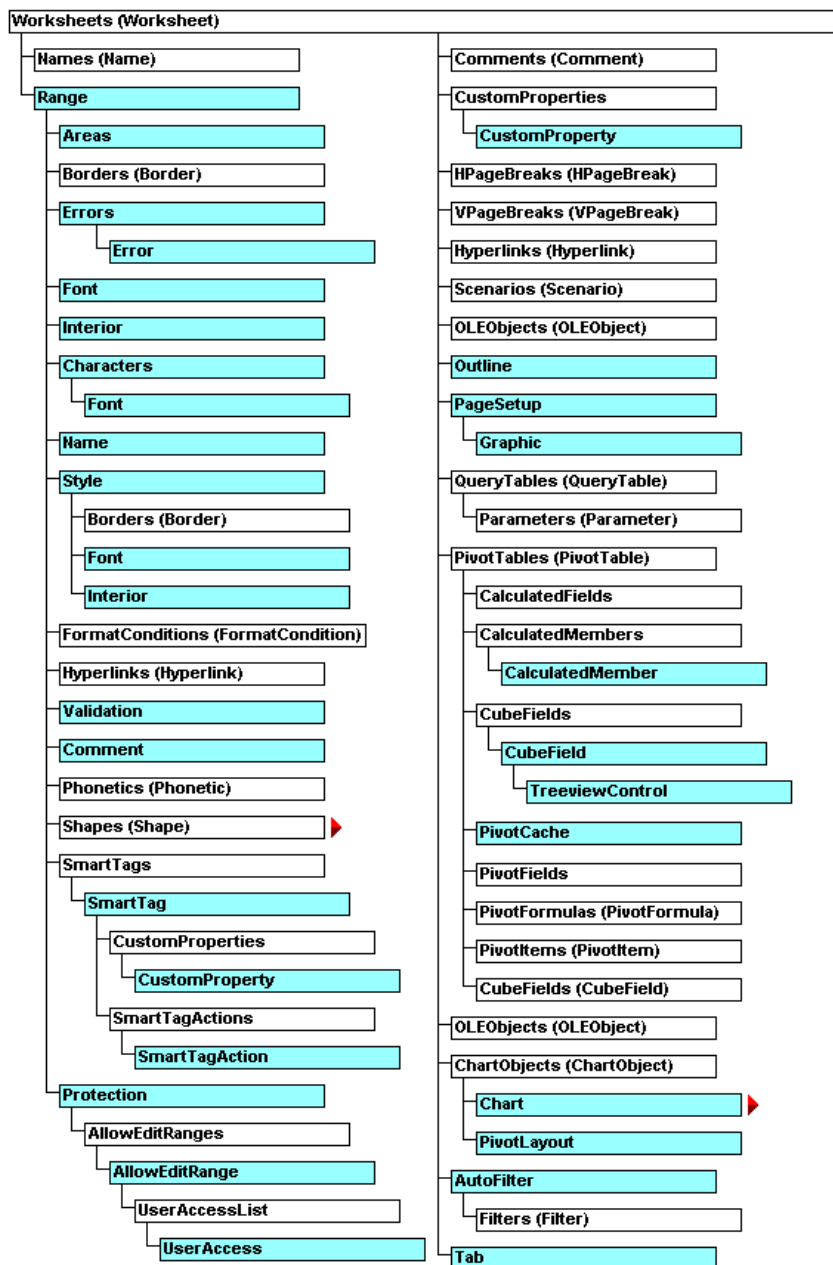 Worksheets (Worksheet)
Names (Name)
Range
Areas
Borders (Border)
Errors
Error
Font
Interior
Characters
Font
Name
Style
Borders (Border)
Font
Interior
FormatConditions (FormatCondition)
Hyperlinks (Hyperlink)
Validation
Comment
Phonetics (Phonetic)
Shapes (Shape)
SmartTags
SmartTag
CustomProperties
CustomProperty
SmartTagActions
SmartTagAction
Protection
AllowEditRanges
AllowEditRange
UserAccessList
UserAccess
Comments (Comment)
CustomProperties
CustomProperty
HPageBreaks (HPageBreak)
VPageBreaks (VPageBreak)
Hyperlinks (Hyperlink)
Scenarios (Scenario)
OLEObjects (OLEObject)
Outline
PageSetup
Graphic
QueryTables (QueryTable)
Parameters (Parameter)
PivotTables (PivotTable)
CalculatedFields
CalculatedMembers
CalculatedMember
CubeFields
CubeField
TreeviewControl
PivotCache
PivotFields
PivotFormulas (PivotFormula)
PivotItems (PivotItem)
CubeFields (CubeField)
OLEObjects (OLEObject)
ChartObjects (ChartObject)
Chart
PivotLayout
AutoFilter
Filters (Filter)
Tab